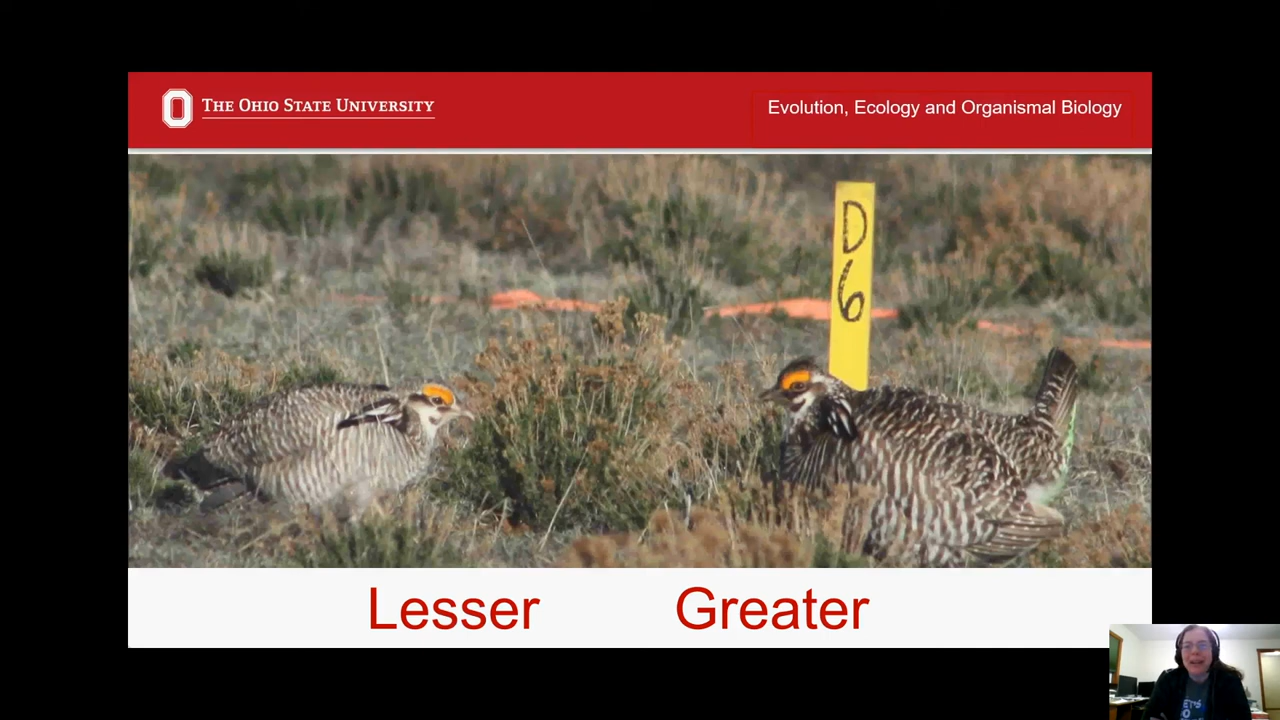 THE OHIO STATE UNIVERSITY
Evolution, Ecology and Organismal Biology
D
6
Lesser
Greater